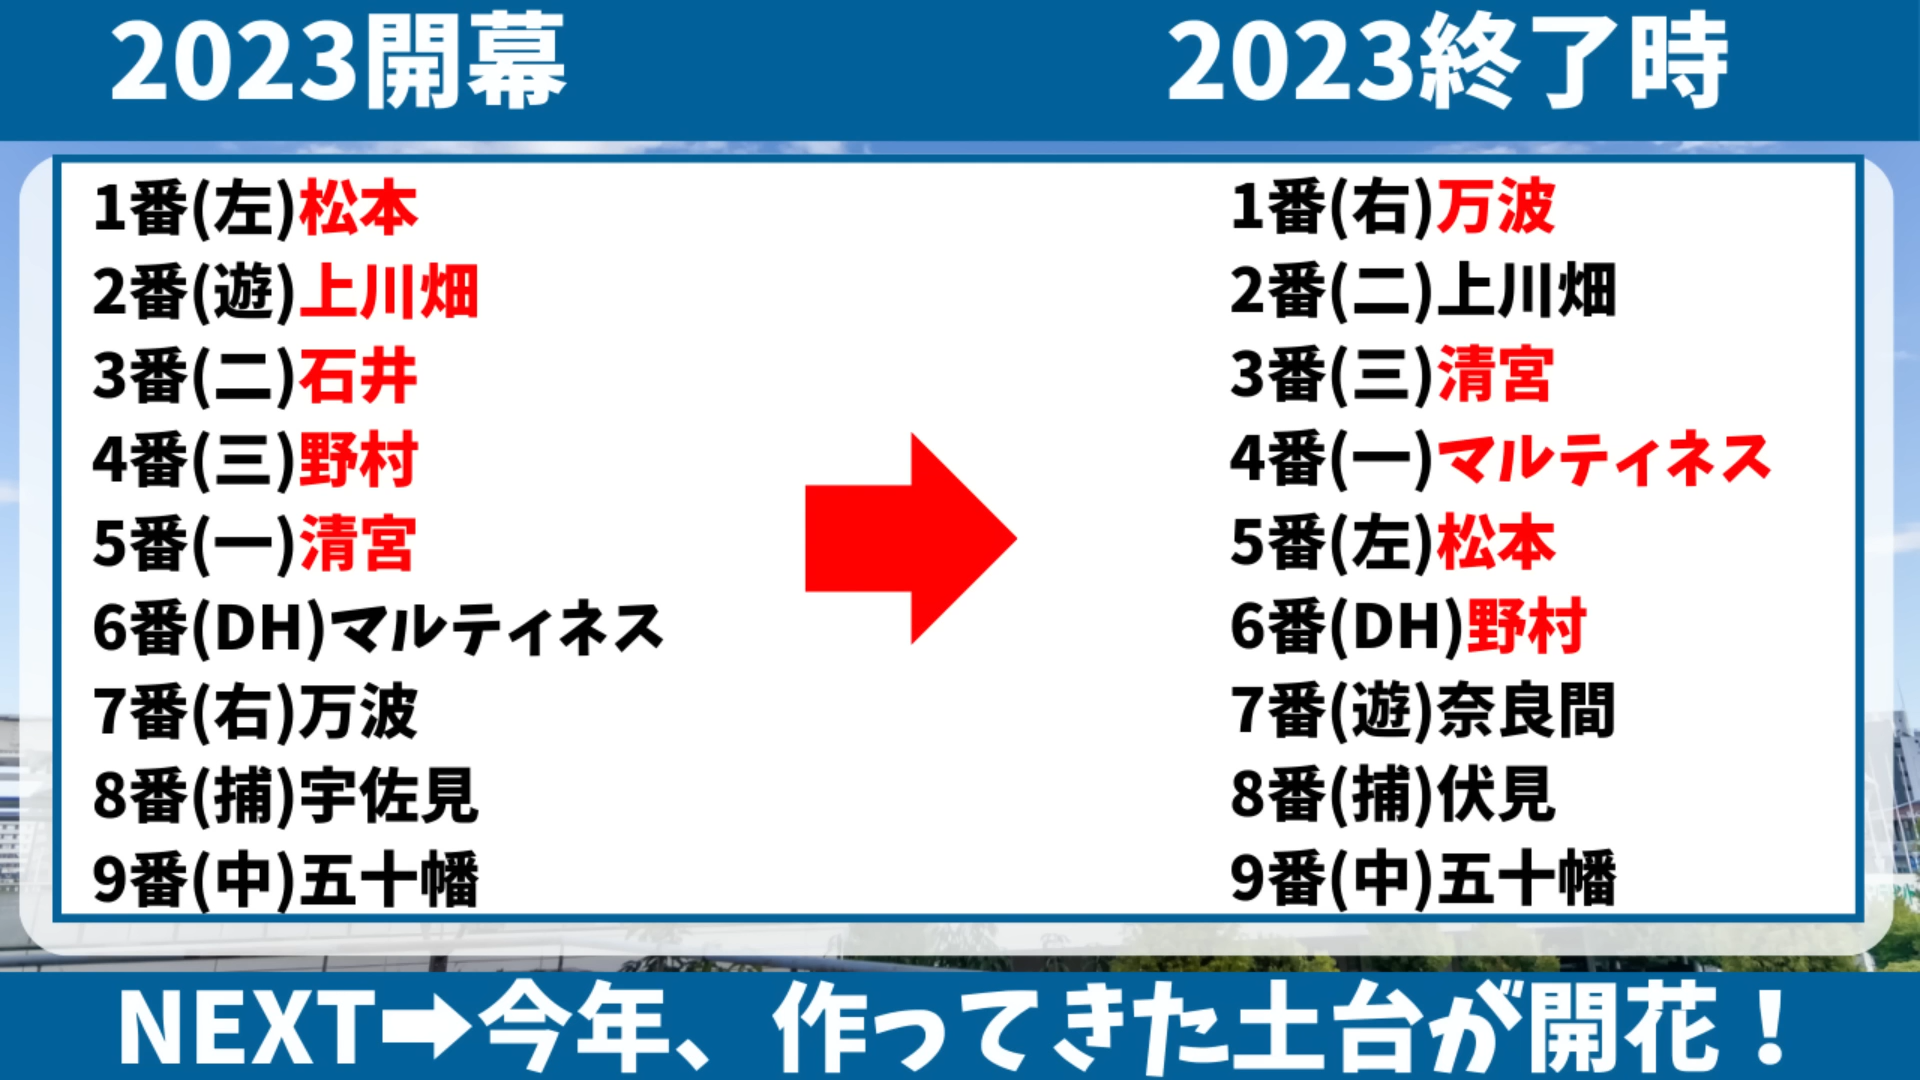 2023開幕
2023終了時
1番(左)松本
2番(遊)上川畑
3番(二)石井
4番(三)野村
5番(一)清宮
6番(DH)マルティネス
7番(右)万波
8番(捕)宇佐見
9番(中)五十幡
1番(右)万波
2番(二)上川畑
3番(三)清宮
4番(一)マルティネス
5番(左)松本
6番(DH)野村
7番(遊)奈良間
8番(捕)伏見
9番(中)五十幡
NEXT➡今年、作ってきた土台が開花！